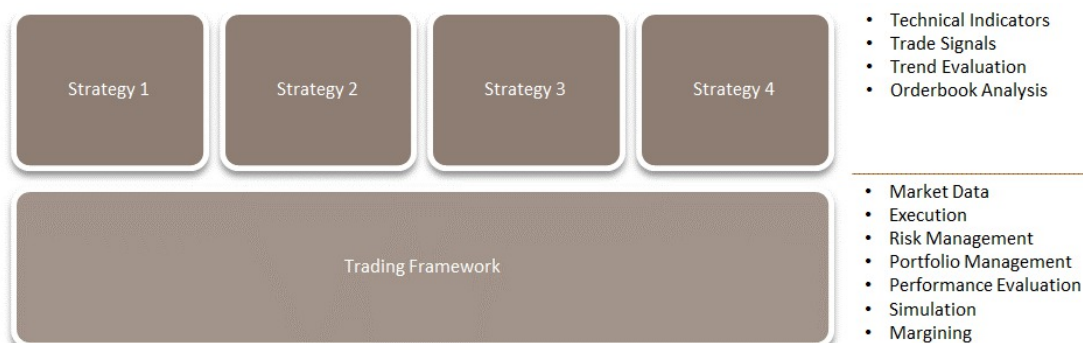 Strategy 1
Strategy 2
Strategy 3
Strategy 4
• Technical Indicators
• Trade Signals
• Trend Evaluation
• Orderbook Analysis
Trading Framework
• Market Data
• Execution
• Risk Management
• Portfolio Management
• Performance Evaluation
• Simulation
• Margining